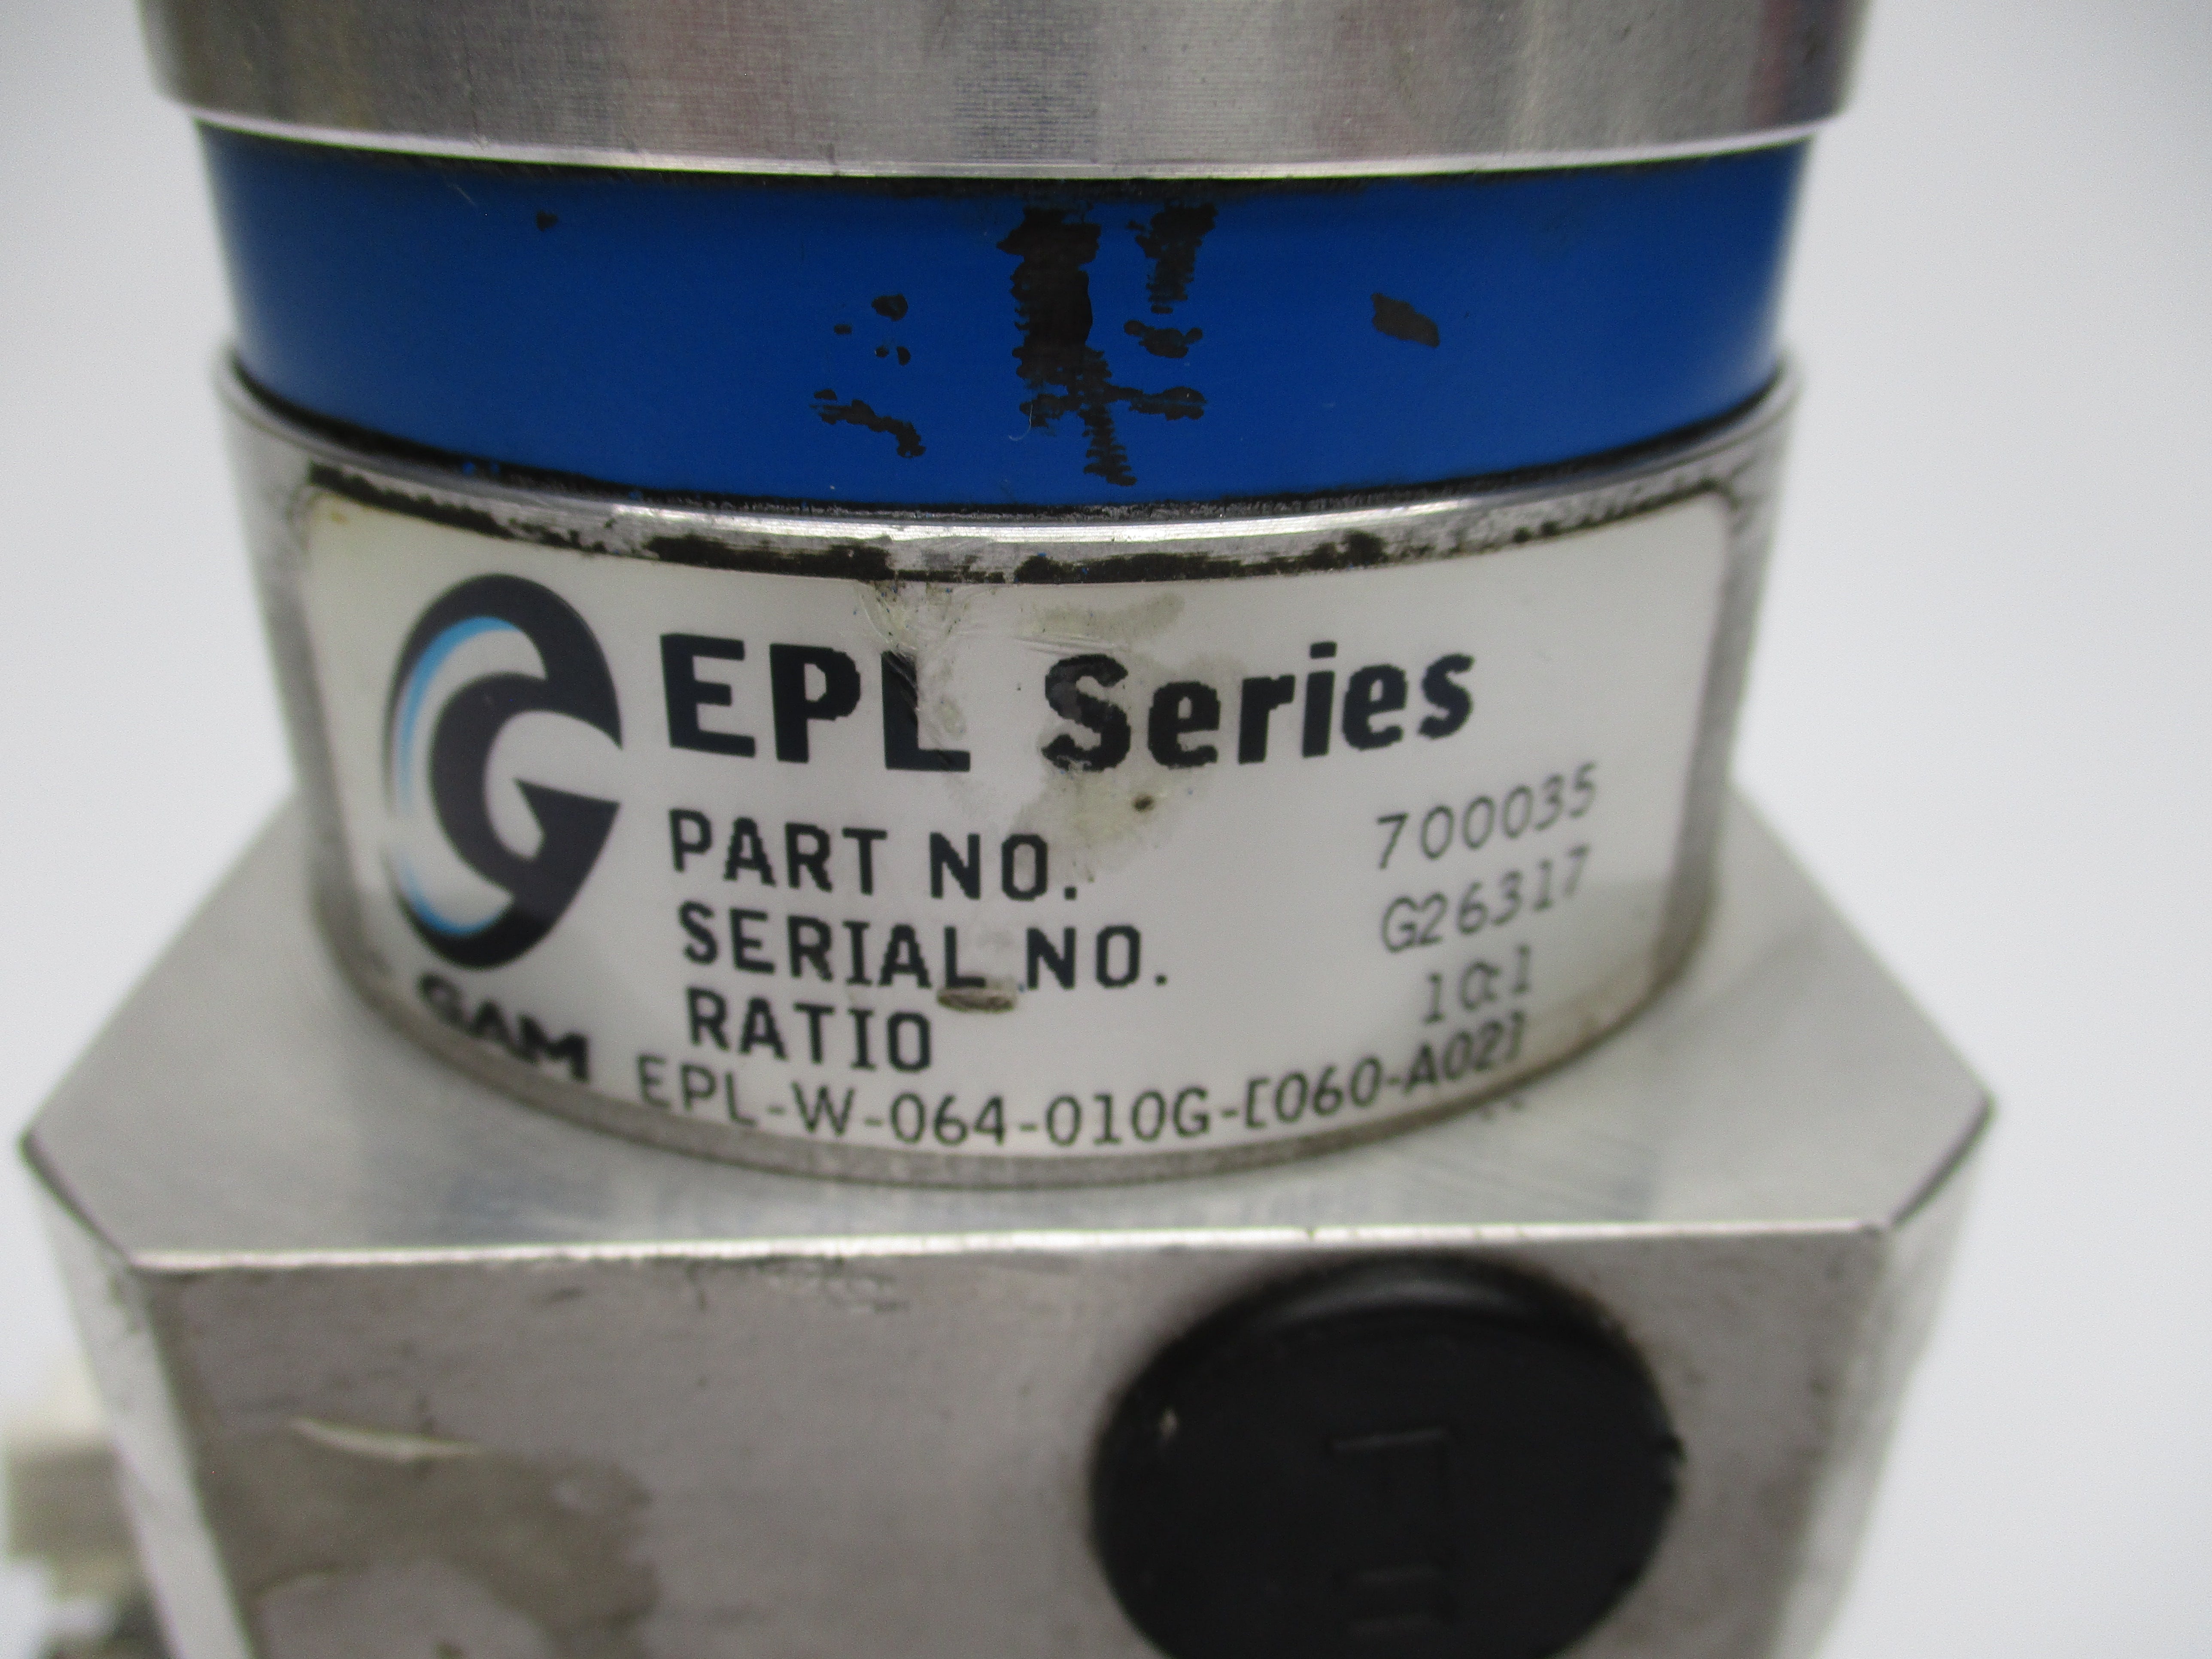 EPL Series
PART NO. 700035
SERIAL NO. G26317
RATIO 10:1
GAM
EPL-W-064-010G-[060-A02]